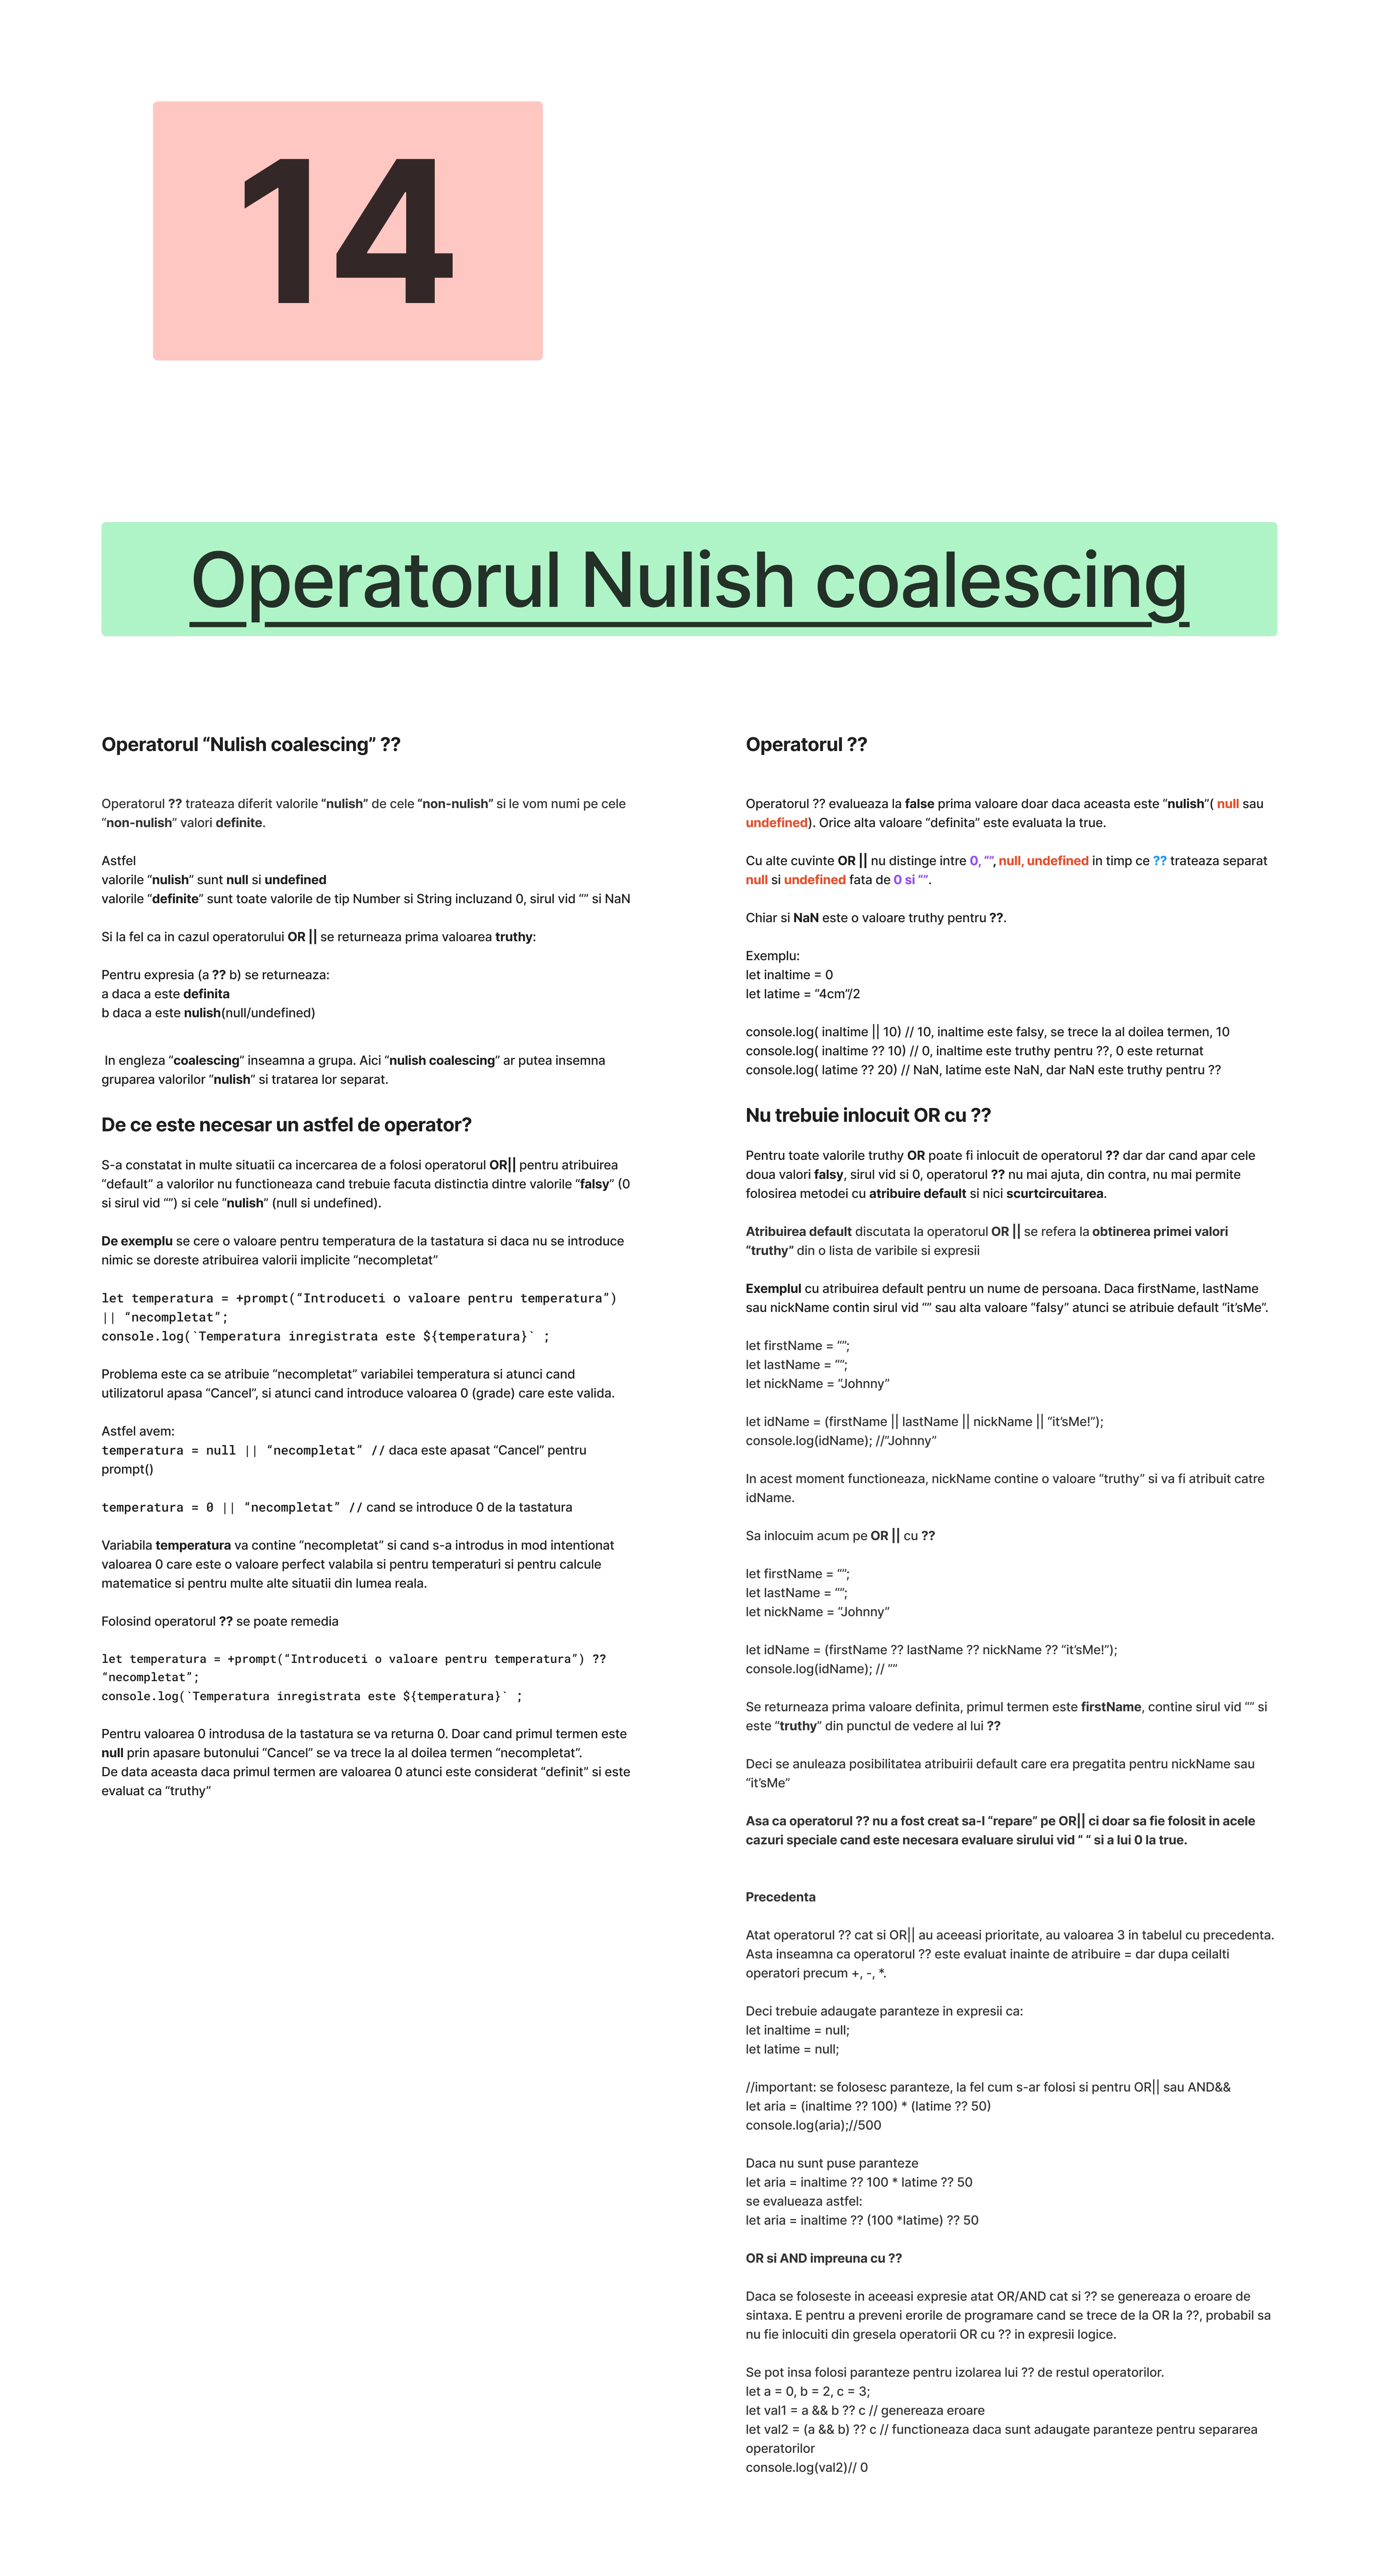 14
Operatorul Nulish coalescing
Operatorul “Nulish coalescing” ??
Operatorul ?? trateaza diferit valorile “nulish” de cele “non-nulish” si le vom numi pe cele
“non-nulish” valori definite.
Astfel
valorile “nulish” sunt null si undefined
valorile “definite” sunt toate valorile de tip Number si String incluzand 0, sirul vid “” si NaN
Si la fel ca in cazul operatorului OR || se returneaza prima valoarea truthy:
Pentru expresia (a ?? b) se returneaza:
a daca a este definita
b daca a este nulish(null/undefined)
In engleza “coalescing” inseamna a grupa. Aici “nulish coalescing” ar putea insemna
gruparea valorilor “nulish” si tratarea lor separat.
De ce este necesar un astfel de operator?
S-a constatat in multe situatii ca incercarea de a folosi operatorul OR|| pentru atribuirea
“default” a valorilor nu functioneaza cand trebuie facuta distinctia dintre valorile “falsy” (0
si sirul vid “”) si cele “nulish” (null si undefined).
De exemplu se cere o valoare pentru temperatura de la tastatura si daca nu se introduce
nimic se doreste atribuirea valorii implicite “necompletat”
let temperatura = +prompt(“Introduceti o valoare pentru temperatura”)
|| “necompletat”;
console.log(`Temperatura inregistrata este ${temperatura}` ;
Problema este ca se atribuie “necompletat” variabilei temperatura si atunci cand
utilizatorul apasa “Cancel”, si atunci cand introduce valoarea 0 (grade) care este valida.
Astfel avem:
temperatura = null || “necompletat” // daca este apasat “Cancel” pentru
prompt()
temperatura = 0 || “necompletat” // cand se introduce 0 de la tastatura
Variabila temperatura va contine “necompletat” si cand s-a introdus in mod intentionat
valoarea 0 care este o valoare perfect valabila si pentru temperaturi si pentru calcule
matematice si pentru multe alte situatii din lumea reala.
Folosind operatorul ?? se poate remedia
let temperatura = +prompt(“Introduceti o valoare pentru temperatura”) ??
“necompletat”;
console.log(`Temperatura inregistrata este ${temperatura}` ;
Pentru valoarea 0 introdusa de la tastatura se va returna 0. Doar cand primul termen este
null prin apasare butonului “Cancel” se va trece la al doilea termen “necompletat”.
De data aceasta daca primul termen are valoarea 0 atunci este considerat “definit” si este
evaluat ca “truthy”
Operatorul ??
Operatorul ?? evalueaza la false prima valoare doar daca aceasta este “nulish”( null sau
undefined). Orice alta valoare “definita” este evaluata la true.
Cu alte cuvinte OR || nu distinge intre 0, “”, null, undefined in timp ce ?? trateaza separat
null si undefined fata de 0 si “”.
Chiar si NaN este o valoare truthy pentru ??.
Exemplu:
let inaltime = 0
let latime = “4cm”/2
console.log( inaltime || 10) // 10, inaltime este falsy, se trece la al doilea termen, 10
console.log( inaltime ?? 10) // 0, inaltime este truthy pentru ??, 0 este returnat
console.log( latime ?? 20) // NaN, latime este NaN, dar NaN este truthy pentru ??
Nu trebuie inlocuit OR cu ??
Pentru toate valorile truthy OR poate fi inlocuit de operatorul ?? dar dar cand apar cele
doua valori falsy, sirul vid si 0, operatorul ?? nu mai ajuta, din contra, nu mai permite
folosirea metodei cu atribuire default si nici scurtcircuitarea.
Atribuirea default discutata la operatorul OR || se refera la obtinerea primei valori
“truthy” din o lista de varibile si expresii
Exemplul cu atribuirea default pentru un nume de persoana. Daca firstName, lastName
sau nickName contin sirul vid “” sau alta valoare “falsy” atunci se atribuie default “it’sMe”.
let firstName = “”;
let lastName = “”;
let nickName = “Johnny”
let idName = (firstName || lastName || nickName || “it’sMe!”);
console.log(idName); //“Johnny”
In acest moment functioneaza, nickName contine o valoare “truthy” si va fi atribuit catre
idName.
Sa inlocuim acum pe OR || cu ??
let firstName = “”;
let lastName = “”;
let nickName = “Johnny”
let idName = (firstName ?? lastName ?? nickName ?? “it’sMe!”);
console.log(idName); // “”
Se returneaza prima valoare definita, primul termen este firstName, contine sirul vid “” si
este “truthy” din punctul de vedere al lui ??
Deci se anuleaza posibilitatea atribuirii default care era pregatita pentru nickName sau
“it’sMe”
Asa ca operatorul ?? nu a fost creat sa-l “repare” pe OR|| ci doar sa fie folosit in acele
cazuri speciale cand este necesara evaluare sirului vid “ “ si a lui 0 la true.
Precedenta
Atat operatorul ?? cat si OR|| au aceeasi prioritate, au valoarea 3 in tabelul cu precedenta.
Asta inseamna ca operatorul ?? este evaluat inainte de atribuire = dar dupa ceilalti
operatori precum +, -, *.
Deci trebuie adaugate paranteze in expresii ca:
let inaltime = null;
let latime = null;
//important: se folosesc paranteze, la fel cum s-ar folosi si pentru OR|| sau AND&&
let aria = (inaltime ?? 100) * (latime ?? 50)
console.log(aria);//500
Daca nu sunt puse paranteze
let aria = inaltime ?? 100 * latime ?? 50
se evalueaza astfel:
let aria = inaltime ?? (100 *latime) ?? 50
OR si AND impreuna cu ??
Daca se foloseste in aceeasi expresie atat OR/AND cat si ?? se genereaza o eroare de
sintaxa. E pentru a preveni erorile de programare cand se trece de la OR la ??, probabil sa
nu fie inlocuiti din gresela operatorii OR cu ?? in expresii logice.
Se pot insa folosi paranteze pentru izolarea lui ?? de restul operatorilor.
let a = 0, b = 2, c = 3;
let val1 = a && b ?? c // genereaza eroare
let val2 = (a && b) ?? c // functioneaza daca sunt adaugate paranteze pentru separarea
operatorilor
console.log(val2)// 0